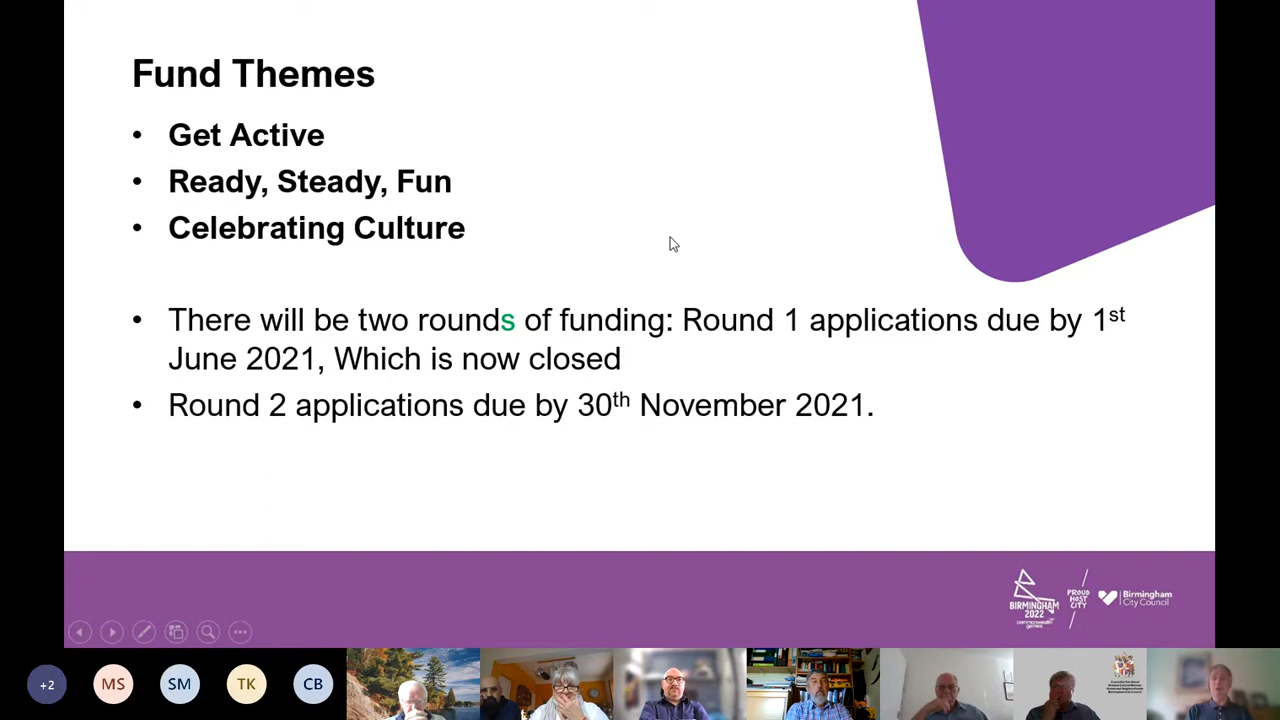 Fund Themes
• Get Active
• Ready, Steady, Fun
• Celebrating Culture
• There will be two rounds of funding: Round 1 applications due by 1st
June 2021, Which is now closed
• Round 2 applications due by 30th November 2021.
BIRMINGHAM
2022
commonwealth
games
PROUD
HOST
CITY
Birmingham
City Council
+2
MS
SM
TK
CB